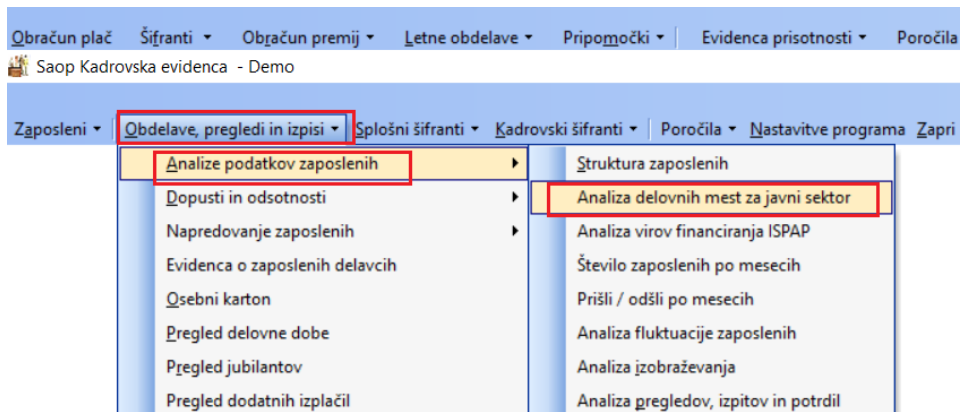 Obračun plač Šifranti Obračun premij Letne obdelave Pripomočki Evidenca prisotnosti Poročila
Saop Kadrovska evidenca - Demo
Zaposleni Obdelave, pregledi in izpisi Splošni šifranti Kadrovski šifranti Poročila Nastavitve programa Zapri
Analize podatkov zaposlenih
Dopusti in odsotnosti
Napredovanje zaposlenih
Evidenca o zaposlenih delavcih
Osebni karton
Pregled delovne dobe
Pregled jubilantov
Pregled dodatnih izplačil
Struktura zaposlenih
Analiza delovnih mest za javni sektor
Analiza virov financiranja ISPAP
Število zaposlenih po mesecih
Prišli / odšli po mesecih
Analiza fluktuacije zaposlenih
Analiza izobraževanja
Analiza pregledov, izpitov in potrdil